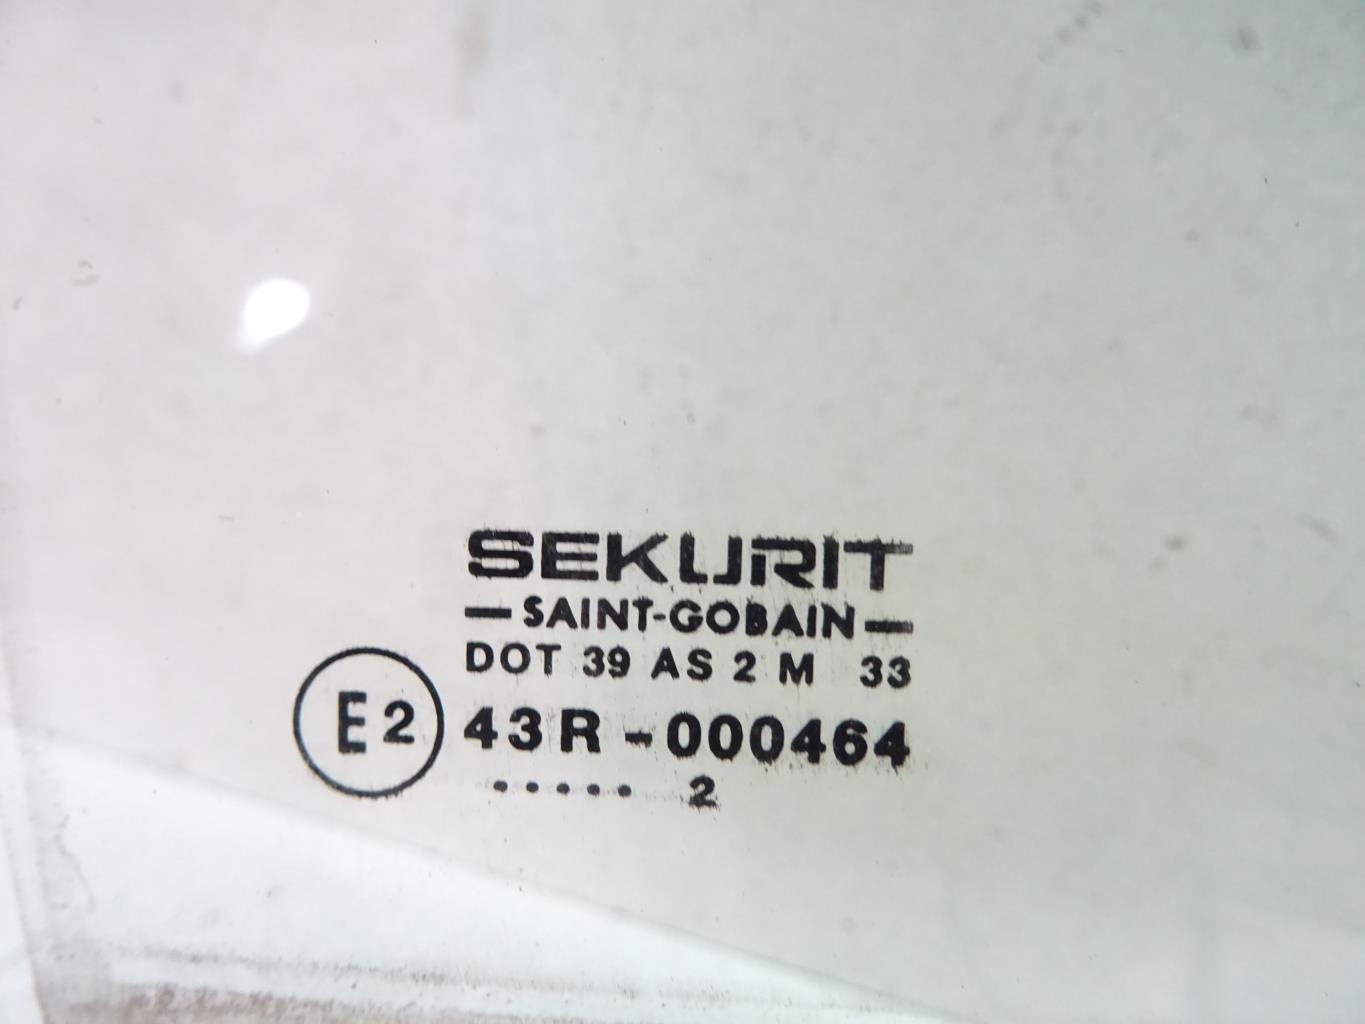 SEKURIT
SAINT-GOBAIN
DOT 39 AS 2 M 33
E2 43R-000464
..... 2